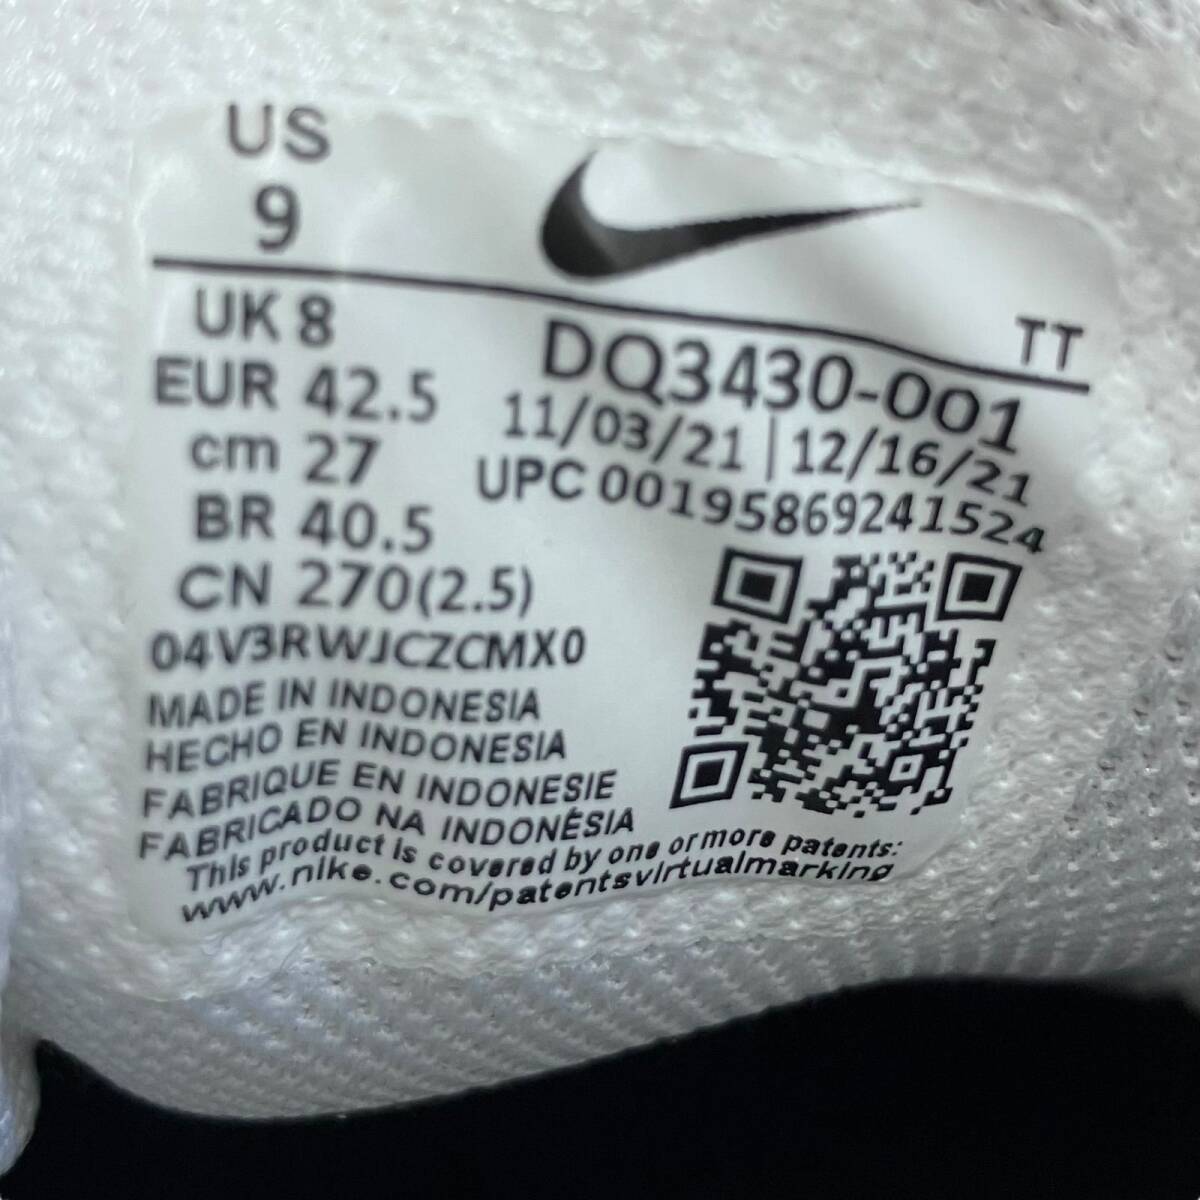 US
9
TT
UK 8
DQ3430-001
EUR 42.5
11/03/21 | 12/16/21
cm 27
UPC 00195869241524
BR 40.5
CN 270(2.5)
04V3RWJCZCMX0
MADE IN INDONESIA
HECHO EN INDONESIA
FABRIQUE EN INDONESIE
FABRICADO NA INDONÉSIA
This product is covered by one or more patents:
www.nike.com/patentsvirtualmarking